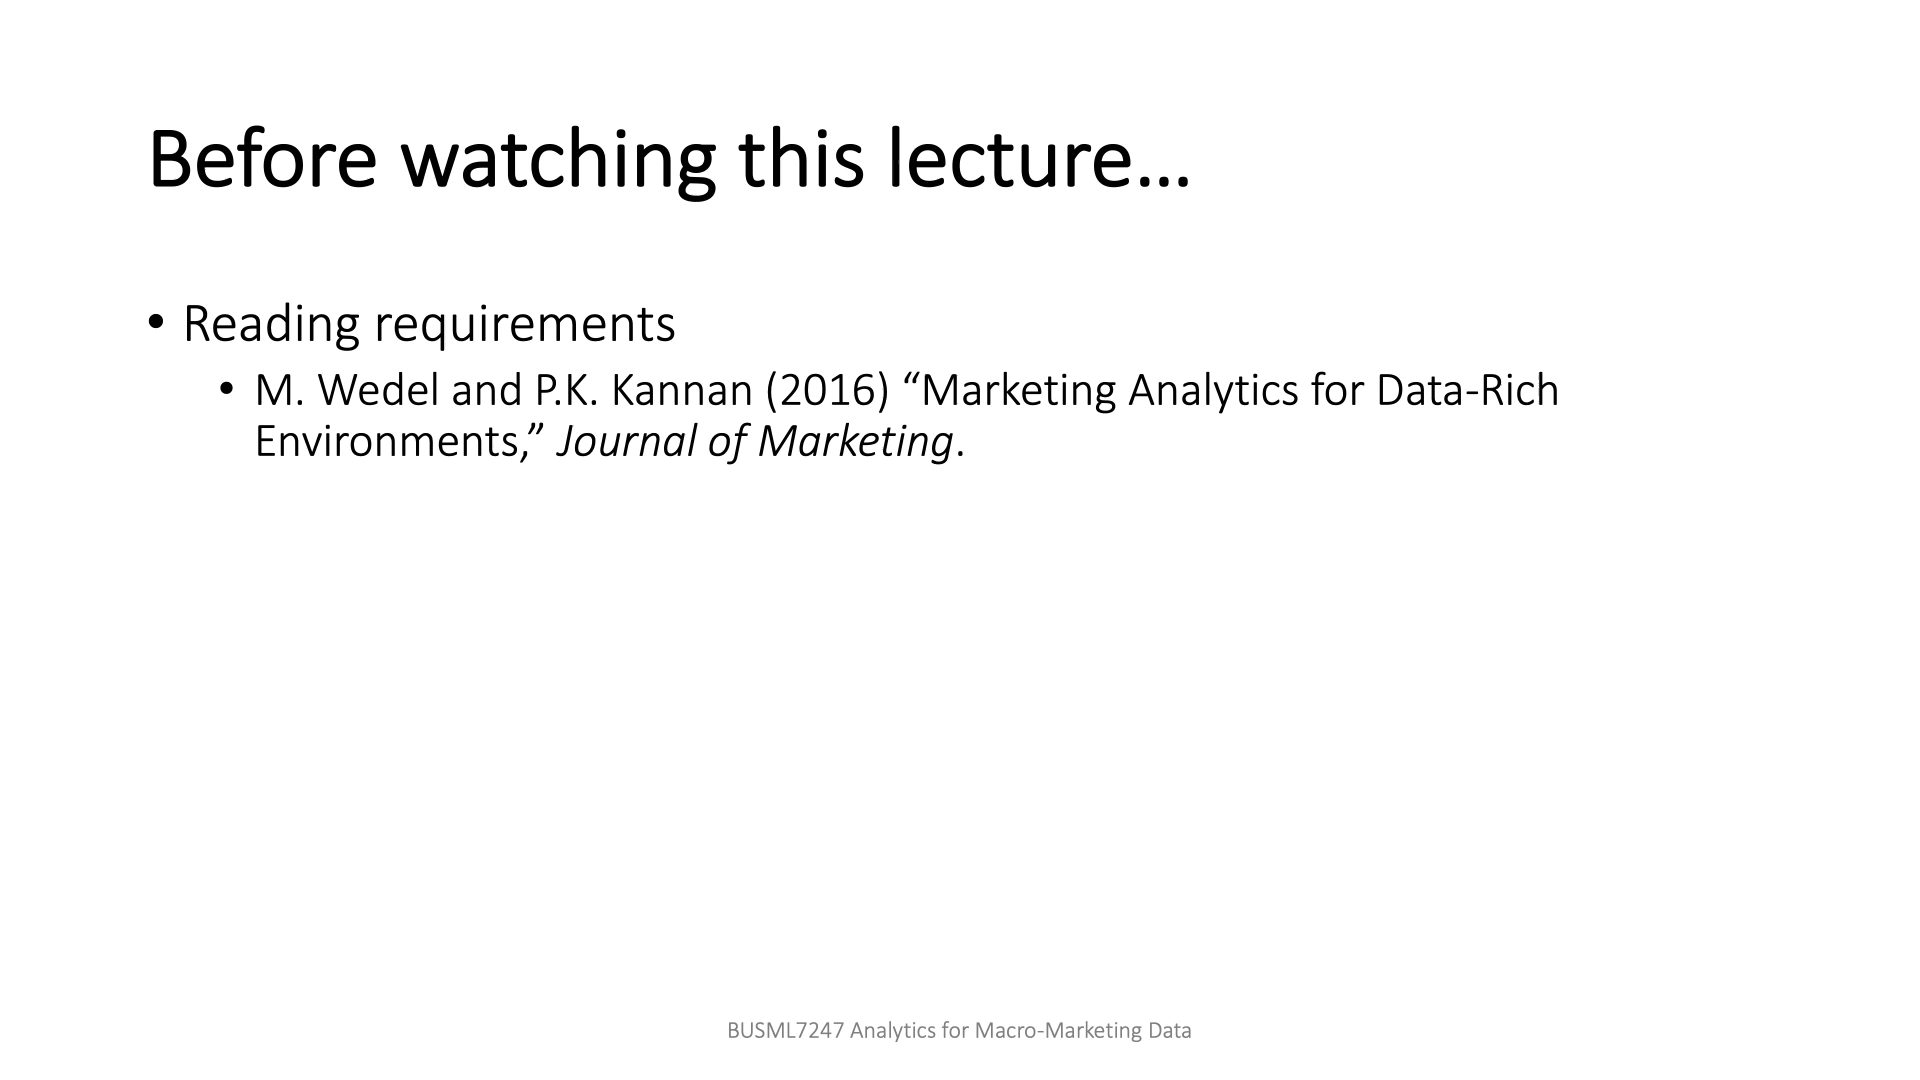 Before watching this lecture…
• Reading requirements
• M. Wedel and P.K. Kannan (2016) “Marketing Analytics for Data-Rich
Environments,” Journal of Marketing.
BUSML7247 Analytics for Macro-Marketing Data